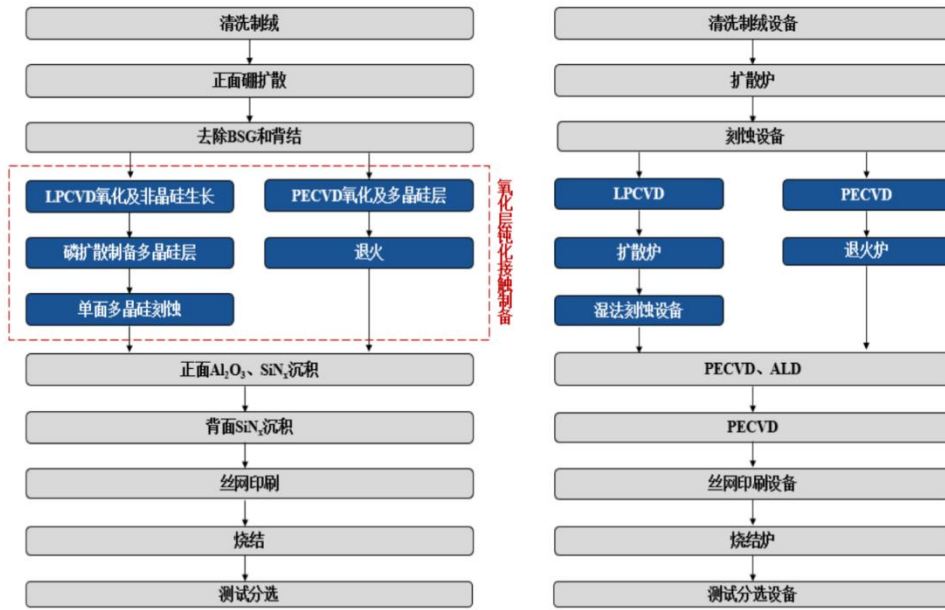 清洗制绒
正面硼扩散
去除BSG和背结
LPCVD氧化及非晶硅生长
PECVD氧化及多晶硅层
磷扩散制备多晶硅层
退火
单面多晶硅刻蚀
氧化层钝化接触制备
正面Al₂O₃、SiNₓ沉积
背面SiNₓ沉积
丝网印刷
烧结
测试分选
清洗制绒设备
扩散炉
刻蚀设备
LPCVD
PECVD
扩散炉
退火炉
湿法刻蚀设备
PECVD、ALD
PECVD
丝网印刷设备
烧结炉
测试分选设备